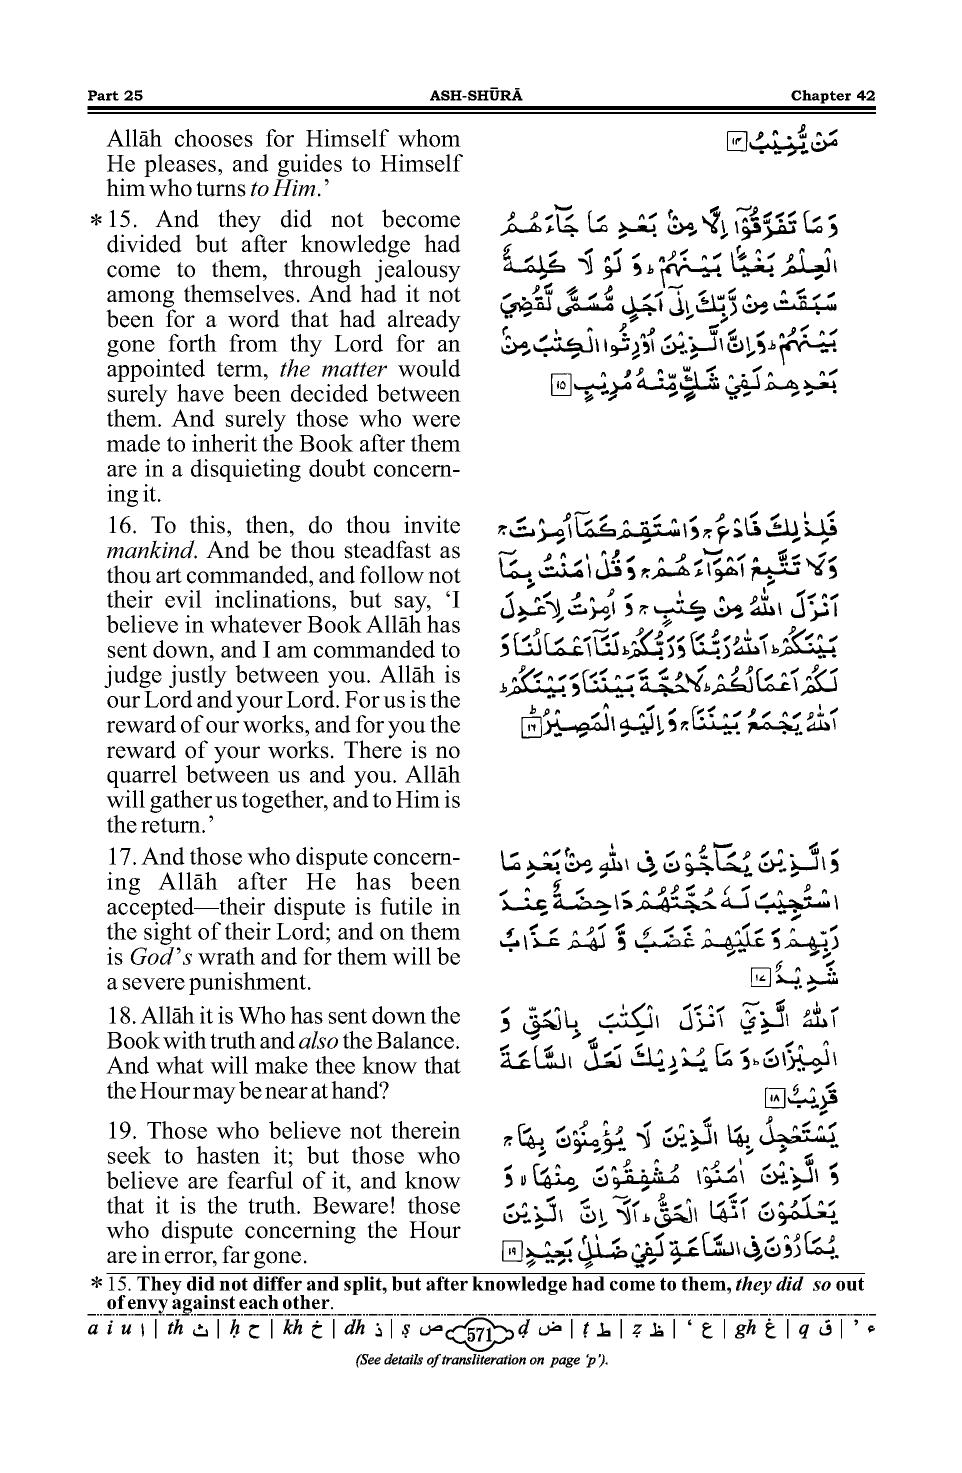 Part 25 ASH-SHŪRĀ Chapter 42
Allāh chooses for Himself whom
He pleases, and guides to Himself
him who turns to Him.’
*15. And they did not become
divided but after knowledge had
come to them, through jealousy
among themselves. And had it not
been for a word that had already
gone forth from thy Lord for an
appointed term, the matter would
surely have been decided between
them. And surely those who were
made to inherit the Book after them
are in a disquieting doubt concern-
ing it.
16. To this, then, do thou invite
mankind. And be thou steadfast as
thou art commanded, and follow not
their evil inclinations, but say, ‘I
believe in whatever Book Allāh has
sent down, and I am commanded to
judge justly between you. Allāh is
our Lord and your Lord. For us is the
reward of our works, and for you the
reward of your works. There is no
quarrel between us and you. Allāh
will gather us together, and to Him is
the return.’
17. And those who dispute concern-
ing Allāh after He has been
accepted—their dispute is futile in
the sight of their Lord; and on them
is God’s wrath and for them will be
a severe punishment.
18. Allāh it is Who has sent down the
Book with truth and also the Balance.
And what will make thee know that
the Hour may be near at hand?
19. Those who believe not therein
seek to hasten it; but those who
believe are fearful of it, and know
that it is the truth. Beware! those
who dispute concerning the Hour
are in error, far gone.
مَنۡ یُّنِیۡبُ ۱۴
وَ مَا تَفَرَّقُوۡۤا اِلَّا مِنۡۢ بَعۡدِ مَا جَآءَہُمُ
الۡعِلۡمُ بَغۡیًۢا بَیۡنَہُمۡ ؕ وَ لَوۡ لَا کَلِمَۃٌ
سَبَقَتۡ مِنۡ رَّبِّکَ اِلٰۤی اَجَلٍ مُّسَمًّی لَّقُضِیَ
بَیۡنَہُمۡ ؕ وَ اِنَّ الَّذِیۡنَ اُوۡرِثُوا الۡکِتٰبَ مِنۡۢ
بَعۡدِہِمۡ لَفِیۡ شَکٍّ مِّنۡہُ مُرِیۡبٍ ۱۵
فَلِذٰلِکَ فَادۡعُ ۚ وَ اسۡتَقِمۡ کَمَاۤ اُمِرۡتَ ۚ
وَ لَا تَتَّبِعۡ اَہۡوَآءَہُمۡ ۚ وَ قُلۡ اٰمَنۡتُ بِمَاۤ
اَنۡزَلَ اللّٰہُ مِنۡ کِتٰبٍ ۚ وَ اُمِرۡتُ لِاَعۡدِلَ
بَیۡنَکُمۡ ؕ اَللّٰہُ رَبُّنَا وَ رَبُّکُمۡ ؕ لَنَاۤ اَعۡمَالُنَا وَ
لَکُمۡ اَعۡمَالُکُمۡ ؕ لَا حُجَّۃَ بَیۡنَنَا وَ بَیۡنَکُمۡ ؕ
اَللّٰہُ یَجۡمَعُ بَیۡنَنَا ۚ وَ اِلَیۡہِ الۡمَصِیۡرُ ؕ ۱۶
وَ الَّذِیۡنَ یُحَآجُّوۡنَ فِی اللّٰہِ مِنۡۢ بَعۡدِ مَا
اسۡتُجِیۡبَ لَہٗ حُجَّتُہُمۡ دَاحِضَۃٌ عِنۡدَ
رَبِّہِمۡ وَ عَلَیۡہِمۡ غَضَبٌ وَّ لَہُمۡ عَذَابٌ
شَدِیۡدٌ ۱۷
اَللّٰہُ الَّذِیۡۤ اَنۡزَلَ الۡکِتٰبَ بِالۡحَقِّ وَ
الۡمِیۡزَانَ ؕ وَ مَا یُدۡرِیۡکَ لَعَلَّ السَّاعَۃَ
قَرِیۡبٌ ۱۸
یَسۡتَعۡجِلُ بِہَا الَّذِیۡنَ لَا یُؤۡمِنُوۡنَ بِہَا ۚ
وَ الَّذِیۡنَ اٰمَنُوۡا مُشۡفِقُوۡنَ مِنۡہَا ۙ وَ
یَعۡلَمُوۡنَ اَنَّہَا الۡحَقُّ ؕ اَلَاۤ اِنَّ الَّذِیۡنَ
یُمَارُوۡنَ فِی السَّاعَۃِ لَفِیۡ ضَلٰلٍۭ بَعِیۡدٍ ۱۹
*15. They did not differ and split, but after knowledge had come to them, they did so out
of envy against each other.
a i u ا | th ث | ḥ ح | kh خ | dh ذ | ṣ ص 571 ḍ ض | ṭ ط | ẓ ظ | ‘ ع | gh غ | q ق | ’ ء
(See details of transliteration on page ‘p’).